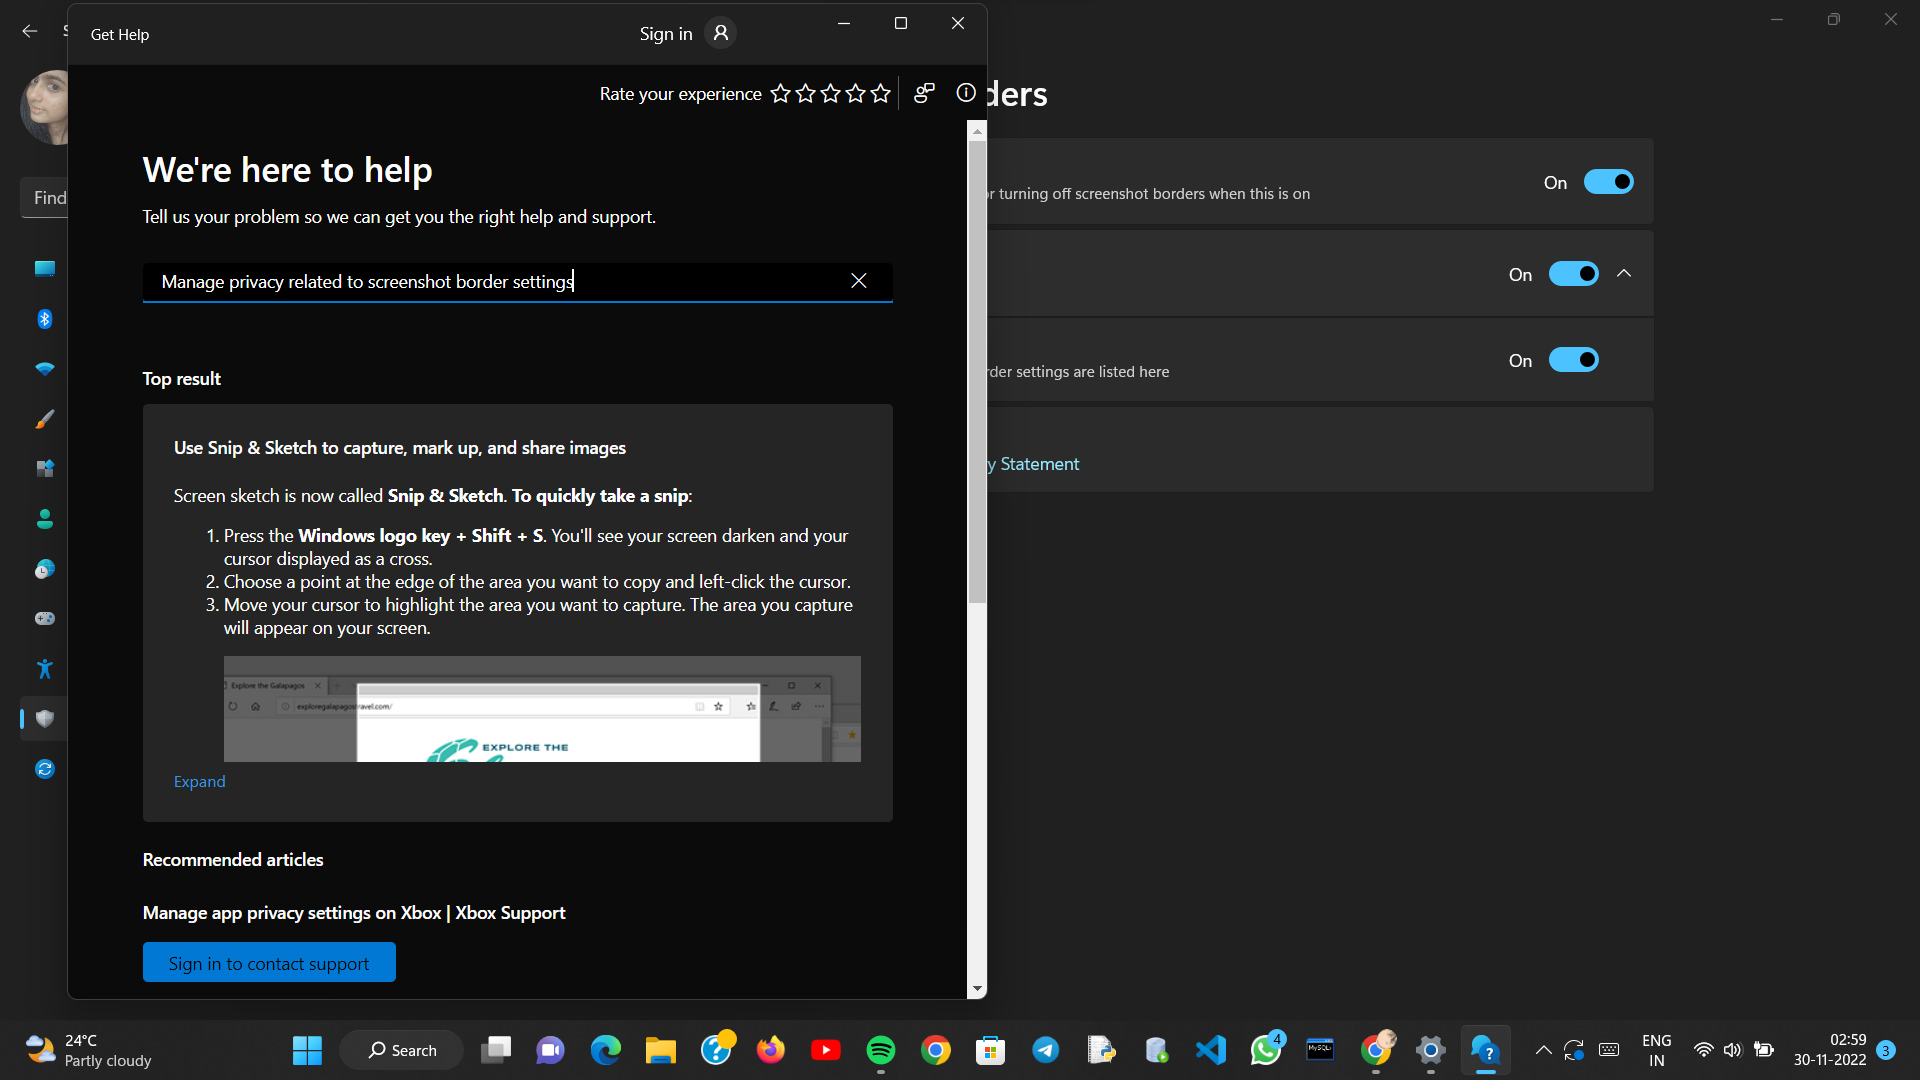 Get Help
Sign in
Rate your experience
ders
We're here to help
Tell us your problem so we can get you the right help and support.
Find
or turning off screenshot borders when this is on
On
Manage privacy related to screenshot border settings
On
rder settings are listed here
On
Top result
Use Snip & Sketch to capture, mark up, and share images
y Statement
Screen sketch is now called Snip & Sketch. To quickly take a snip:
1. Press the Windows logo key + Shift + S. You'll see your screen darken and your
cursor displayed as a cross.
2. Choose a point at the edge of the area you want to copy and left-click the cursor.
3. Move your cursor to highlight the area you want to capture. The area you capture
will appear on your screen.
Explore the Galapagos
exploregalapagostravel.com/
EXPLORE THE
Expand
Recommended articles
Manage app privacy settings on Xbox | Xbox Support
Sign in to contact support
24°C
Partly cloudy
Search
4
MySQL
ENG
IN
02:59
30-11-2022
3